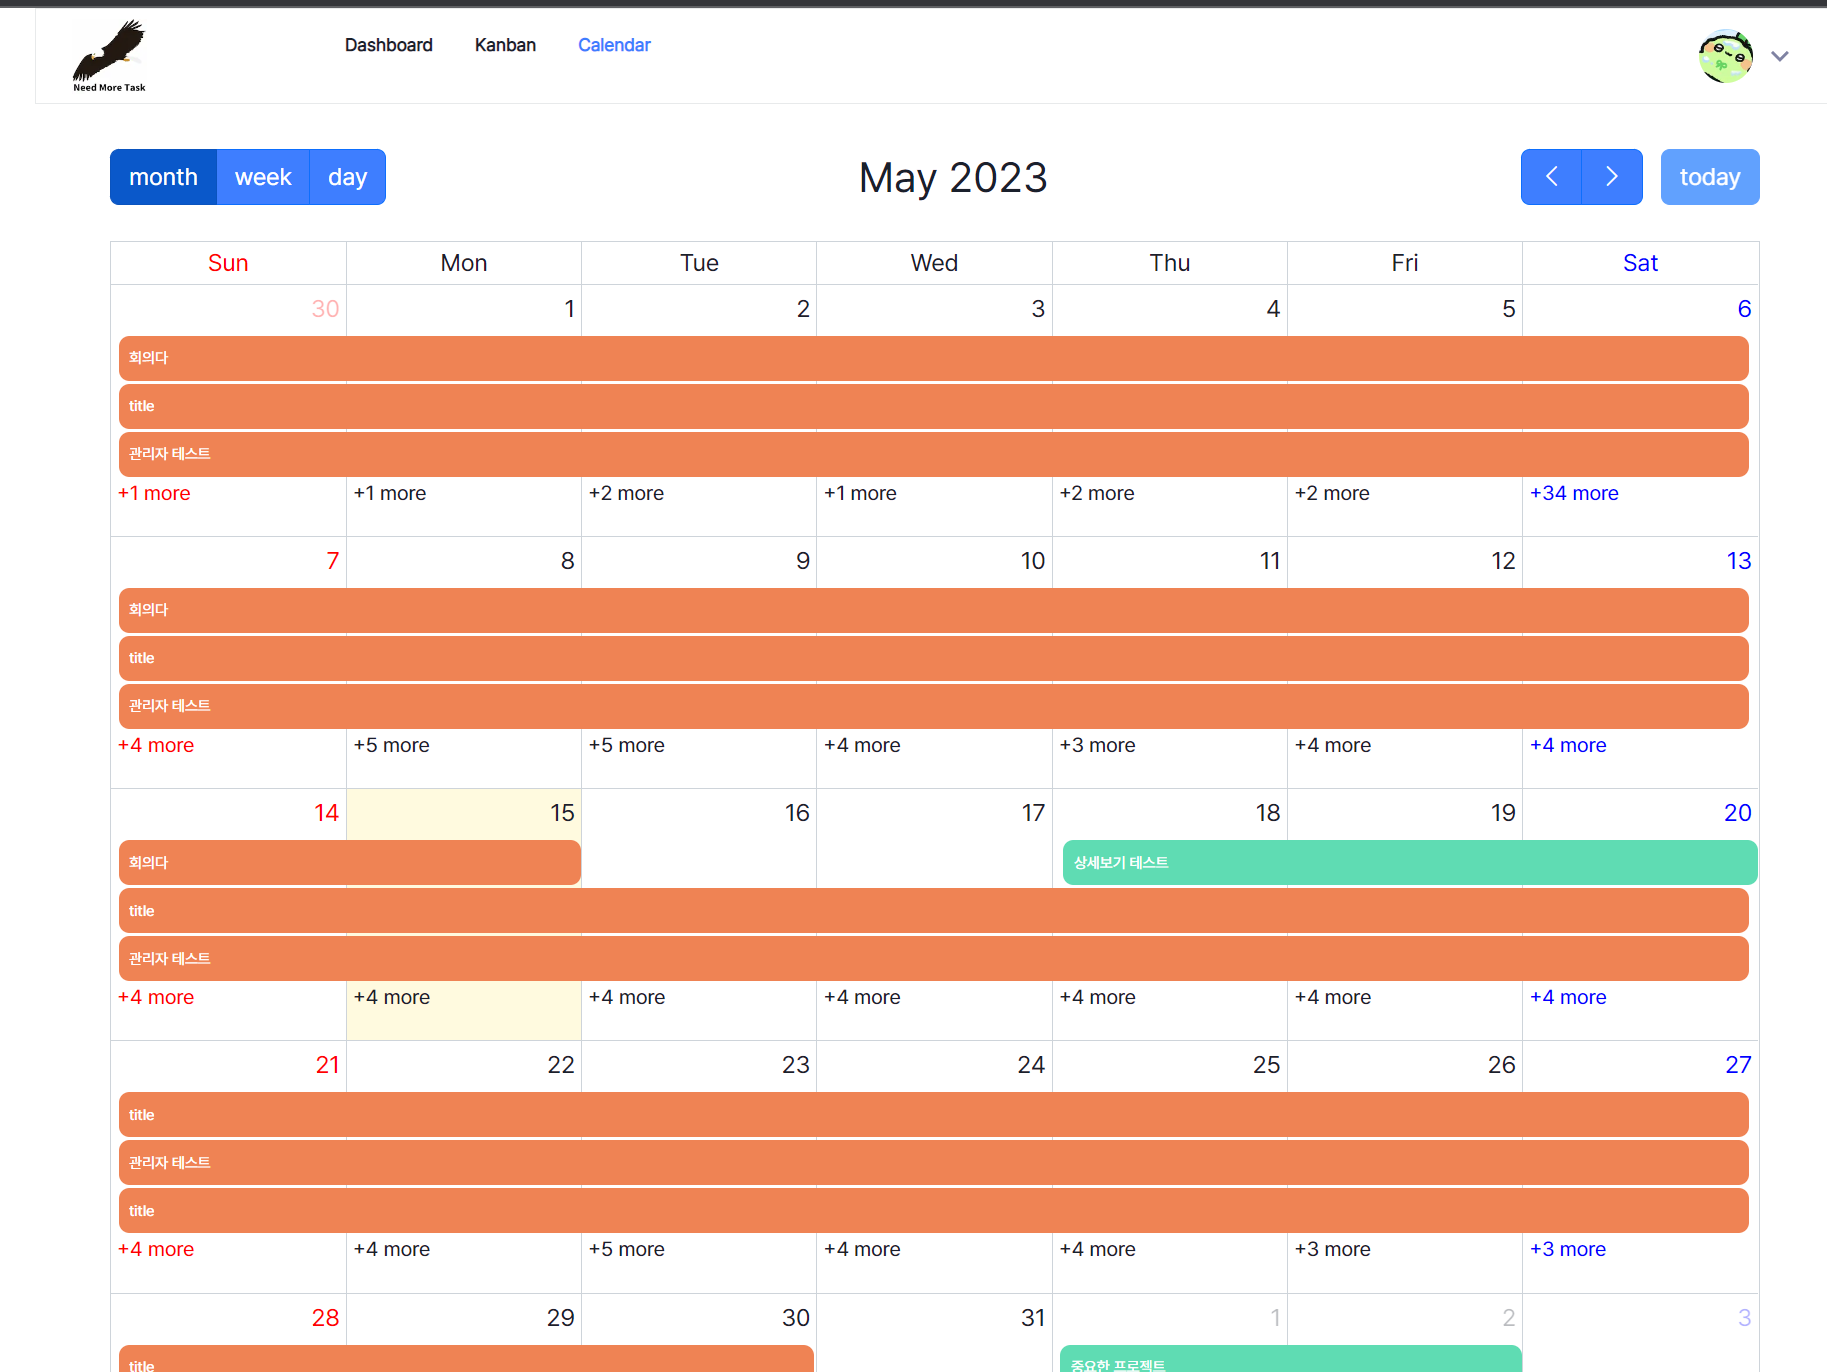 Need More Task
Dashboard Kanban Calendar
month week day
May 2023
today
Sun Mon Tue Wed Thu Fri Sat
30 1 2 3 4 5 6
회의다
title
관리자 테스트
+1 more +1 more +2 more +1 more +2 more +2 more +34 more
7 8 9 10 11 12 13
회의다
title
관리자 테스트
+4 more +5 more +5 more +4 more +3 more +4 more +4 more
14 15 16 17 18 19 20
회의다 상세보기 테스트
title
관리자 테스트
+4 more +4 more +4 more +4 more +4 more +4 more +4 more
21 22 23 24 25 26 27
title
관리자 테스트
title
+4 more +4 more +5 more +4 more +4 more +3 more +3 more
28 29 30 31 1 2 3
title 중요한 프로젝트